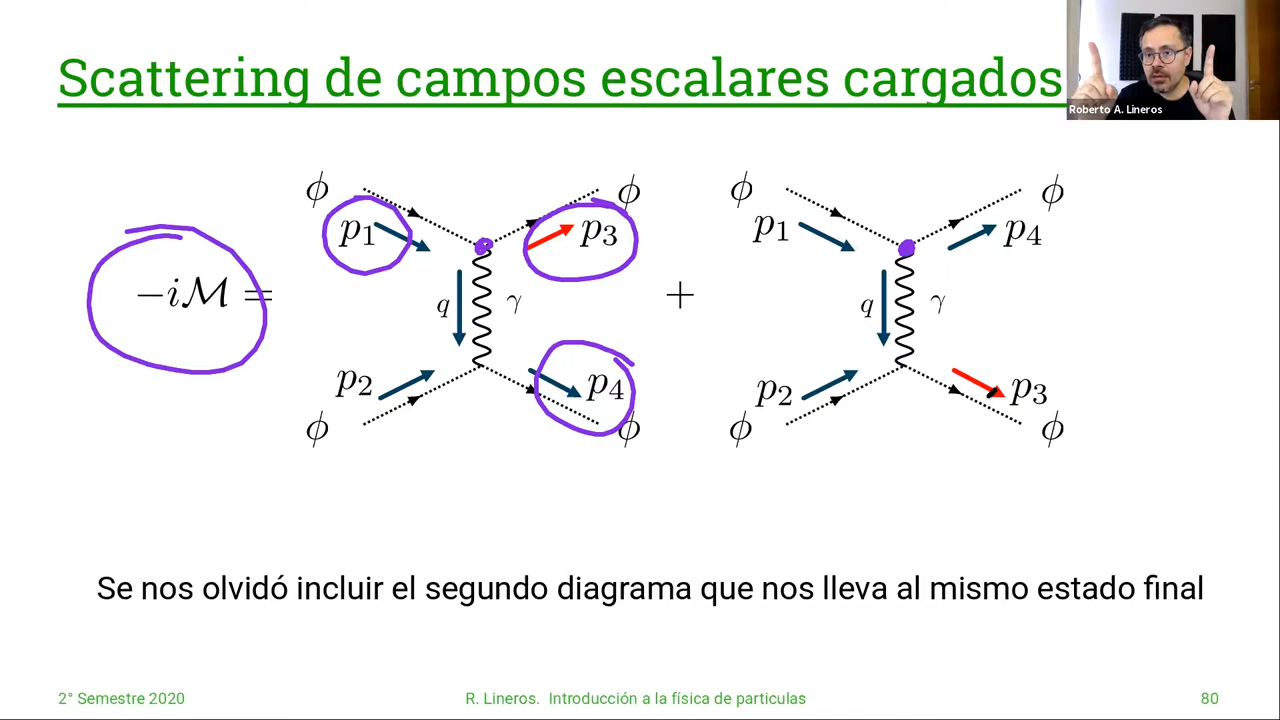 Scattering de campos escalares cargados
Roberto A. Lineros
−iℳ =
ϕ ϕ
p₁ p₃
q γ
p₂ p₄
ϕ ϕ
+
ϕ ϕ
p₁ p₄
q γ
p₂ p₃
ϕ ϕ
Se nos olvidó incluir el segundo diagrama que nos lleva al mismo estado final
2° Semestre 2020
R. Lineros. Introducción a la física de particulas
80